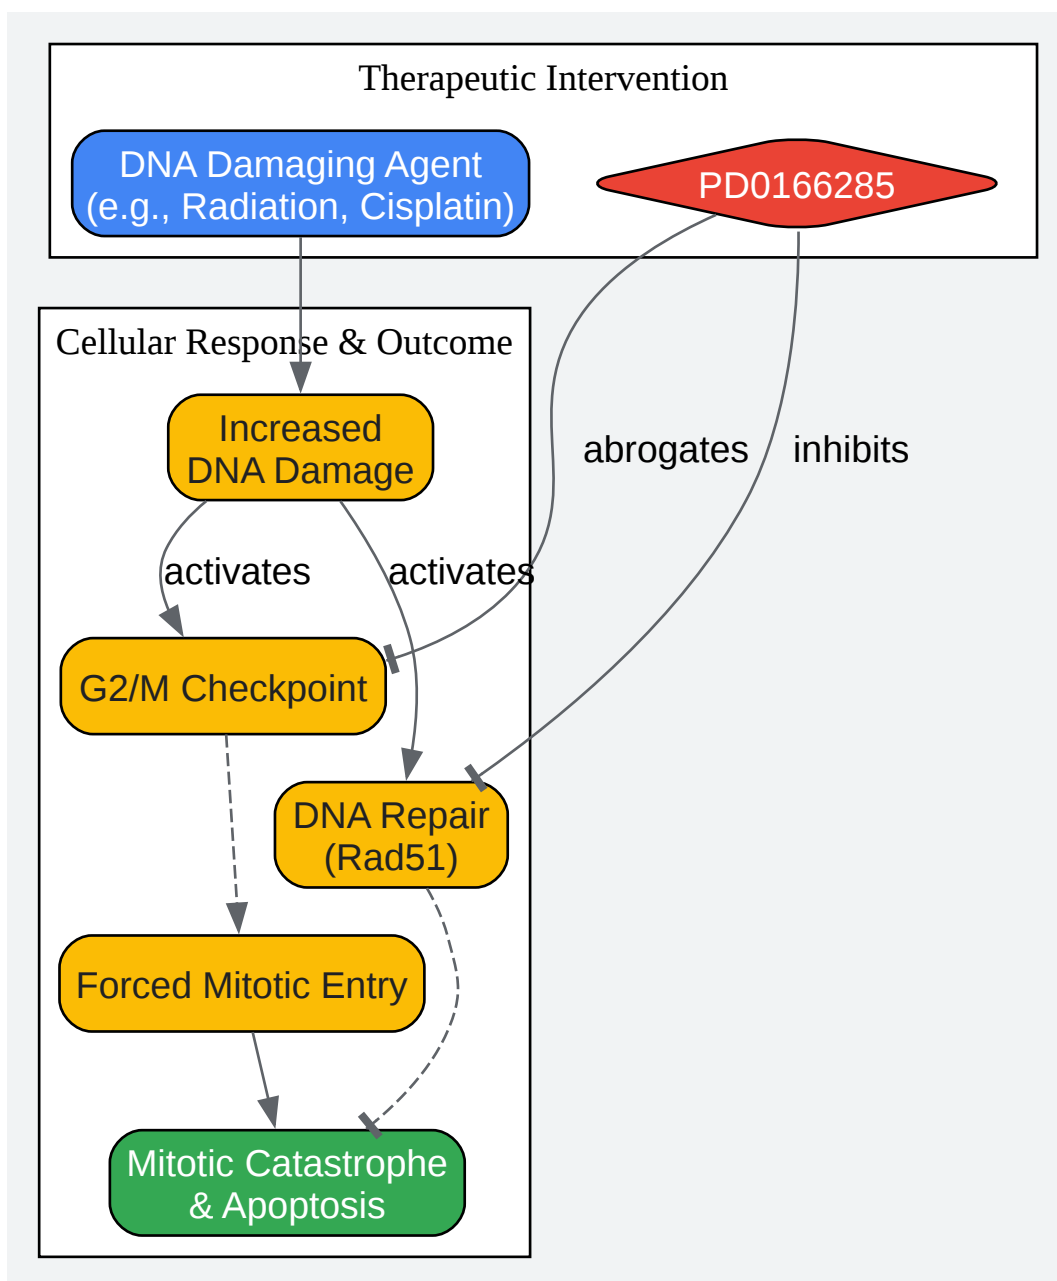 Therapeutic Intervention
DNA Damaging Agent
(e.g., Radiation, Cisplatin)
PD0166285
Cellular Response & Outcome
Increased
DNA Damage
abrogates
inhibits
activates
activates
G2/M Checkpoint
DNA Repair
(Rad51)
Forced Mitotic Entry
Mitotic Catastrophe
& Apoptosis